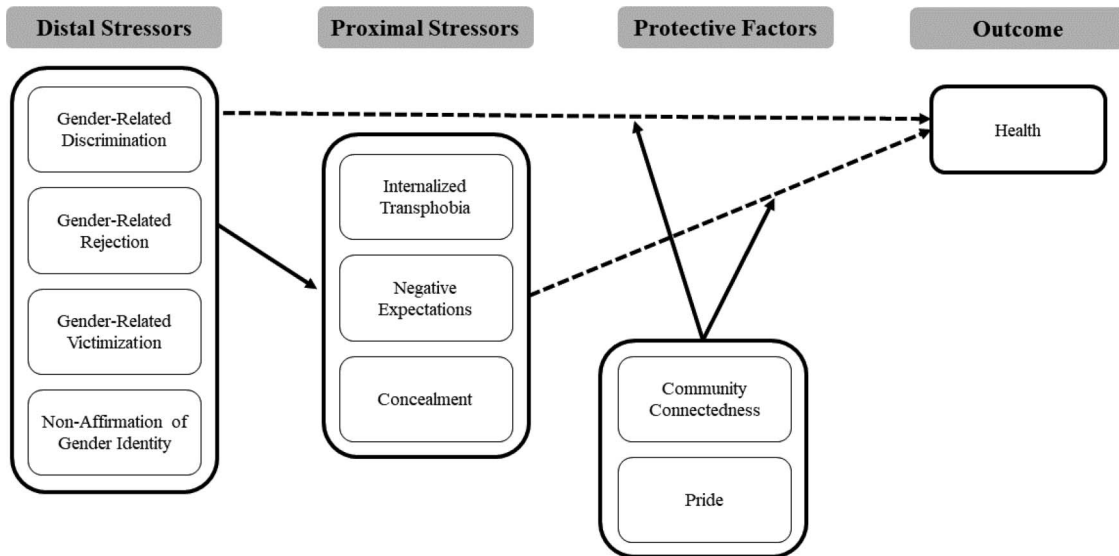 Distal Stressors
Proximal Stressors
Protective Factors
Outcome
Gender-Related
Discrimination
Gender-Related
Rejection
Gender-Related
Victimization
Non-Affirmation of
Gender Identity
Internalized
Transphobia
Negative
Expectations
Concealment
Community
Connectedness
Pride
Health